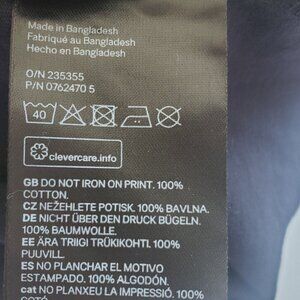 Made in Bangladesh
Fabriqué au Bangladesh
Hecho en Bangladesh
O/N 235355
P/N 0762470 5
40
clevercare.info
GB DO NOT IRON ON PRINT. 100%
COTTON.
CZ NEŽEHLETE POTISK. 100% BAVLNA.
DE NICHT ÜBER DEN DRUCK BÜGELN.
100% BAUMWOLLE.
EE ÄRA TRIIGI TRÜKIKOHTI. 100%
PUUVILL.
ES NO PLANCHAR EL MOTIVO
ESTAMPADO. 100% ALGODÓN.
cat NO PLANXEU LA IMPRESSIÓ. 100%
COTÓ.